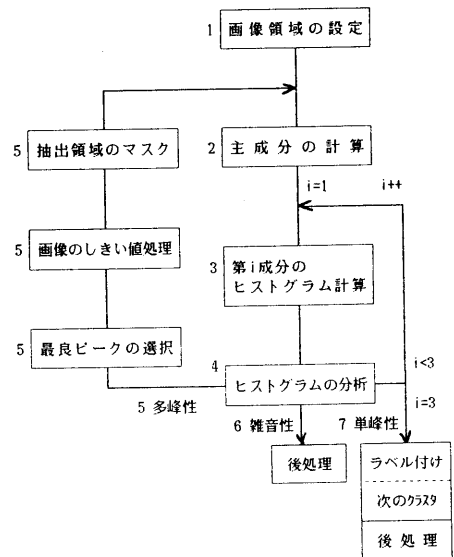 1 画像領域の設定
5 抽出領域のマスク
2 主成分の計算
i=1
i++
5 画像のしきい値処理
3 第i成分の
ヒストグラム計算
5 最良ピークの選択
4 ヒストグラムの分析
i<3
i=3
5 多峰性
6 雑音性
7 単峰性
後処理
ラベル付け
次のクラスタ
後処理